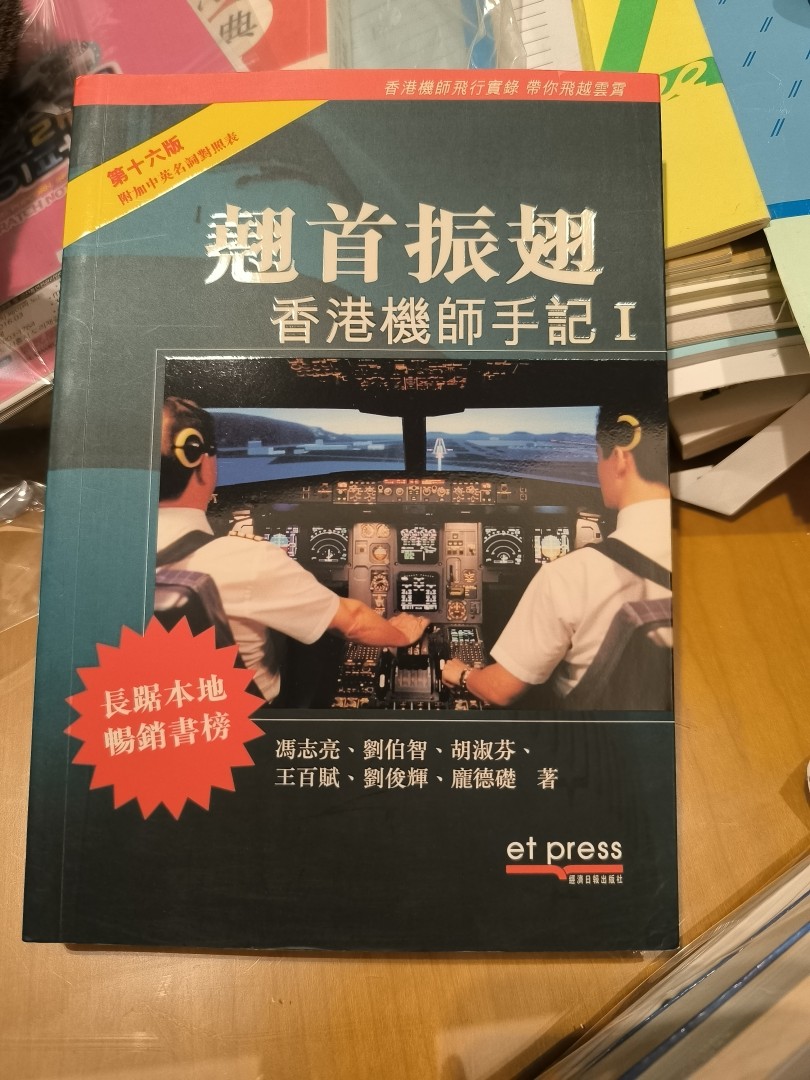 香港機師飛行實錄 帶你飛越雲霄
第十六版
附加中英名詞對照表
翹首振翅
香港機師手記 I
長踞本地
暢銷書榜
馮志亮、劉伯智、胡淑芬、
王百賦、劉俊輝、龐德礎 著
et press
經濟日報出版社
典